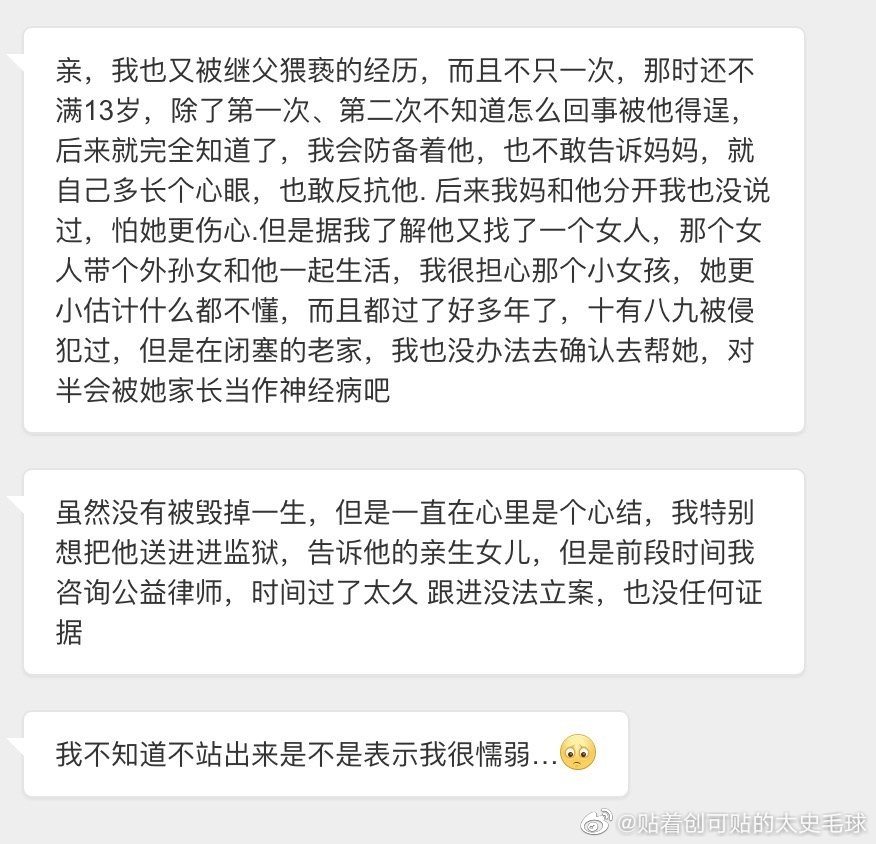 亲，我也又被继父猥亵的经历，而且不只一次，那时还不
满13岁，除了第一次、第二次不知道怎么回事被他得逞，
后来就完全知道了，我会防备着他，也不敢告诉妈妈，就
自己多长个心眼，也敢反抗他. 后来我妈和他分开我也没说
过，怕她更伤心.但是据我了解他又找了一个女人，那个女
人带个外孙女和他一起生活，我很担心那个小女孩，她更
小估计什么都不懂，而且都过了好多年了，十有八九被侵
犯过，但是在闭塞的老家，我也没办法去确认去帮她，对
半会被她家长当作神经病吧
虽然没有被毁掉一生，但是一直在心里是个心结，我特别
想把他送进进监狱，告诉他的亲生女儿，但是前段时间我
咨询公益律师，时间过了太久 跟进没法立案，也没任何证
据
我不知道不站出来是不是表示我很懦弱...
@贴着创可贴的大史毛球